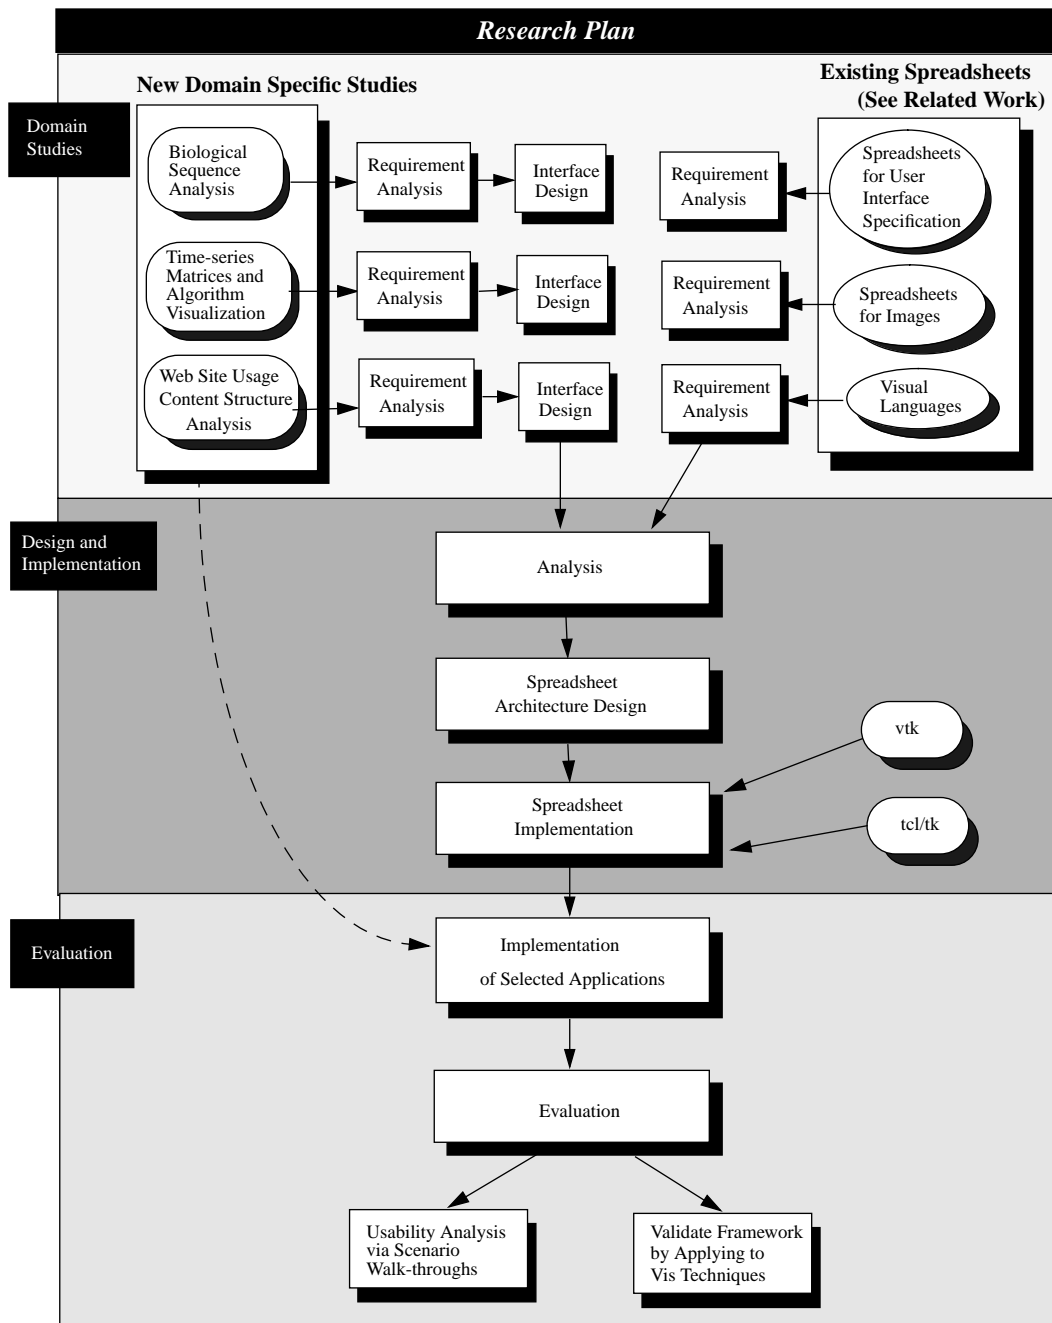 Research Plan
New Domain Specific Studies
Existing Spreadsheets
(See Related Work)
Domain
Studies
Biological
Sequence
Analysis
Requirement
Analysis
Interface
Design
Requirement
Analysis
Spreadsheets
for User
Interface
Specification
Time-series
Matrices and
Algorithm
Visualization
Requirement
Analysis
Interface
Design
Requirement
Analysis
Spreadsheets
for Images
Web Site Usage
Content Structure
Analysis
Requirement
Analysis
Interface
Design
Requirement
Analysis
Visual
Languages
Design and
Implementation
Analysis
Spreadsheet
Architecture Design
vtk
Spreadsheet
Implementation
tcl/tk
Evaluation
Implementation
of Selected Applications
Evaluation
Usability Analysis
via Scenario
Walk-throughs
Validate Framework
by Applying to
Vis Techniques